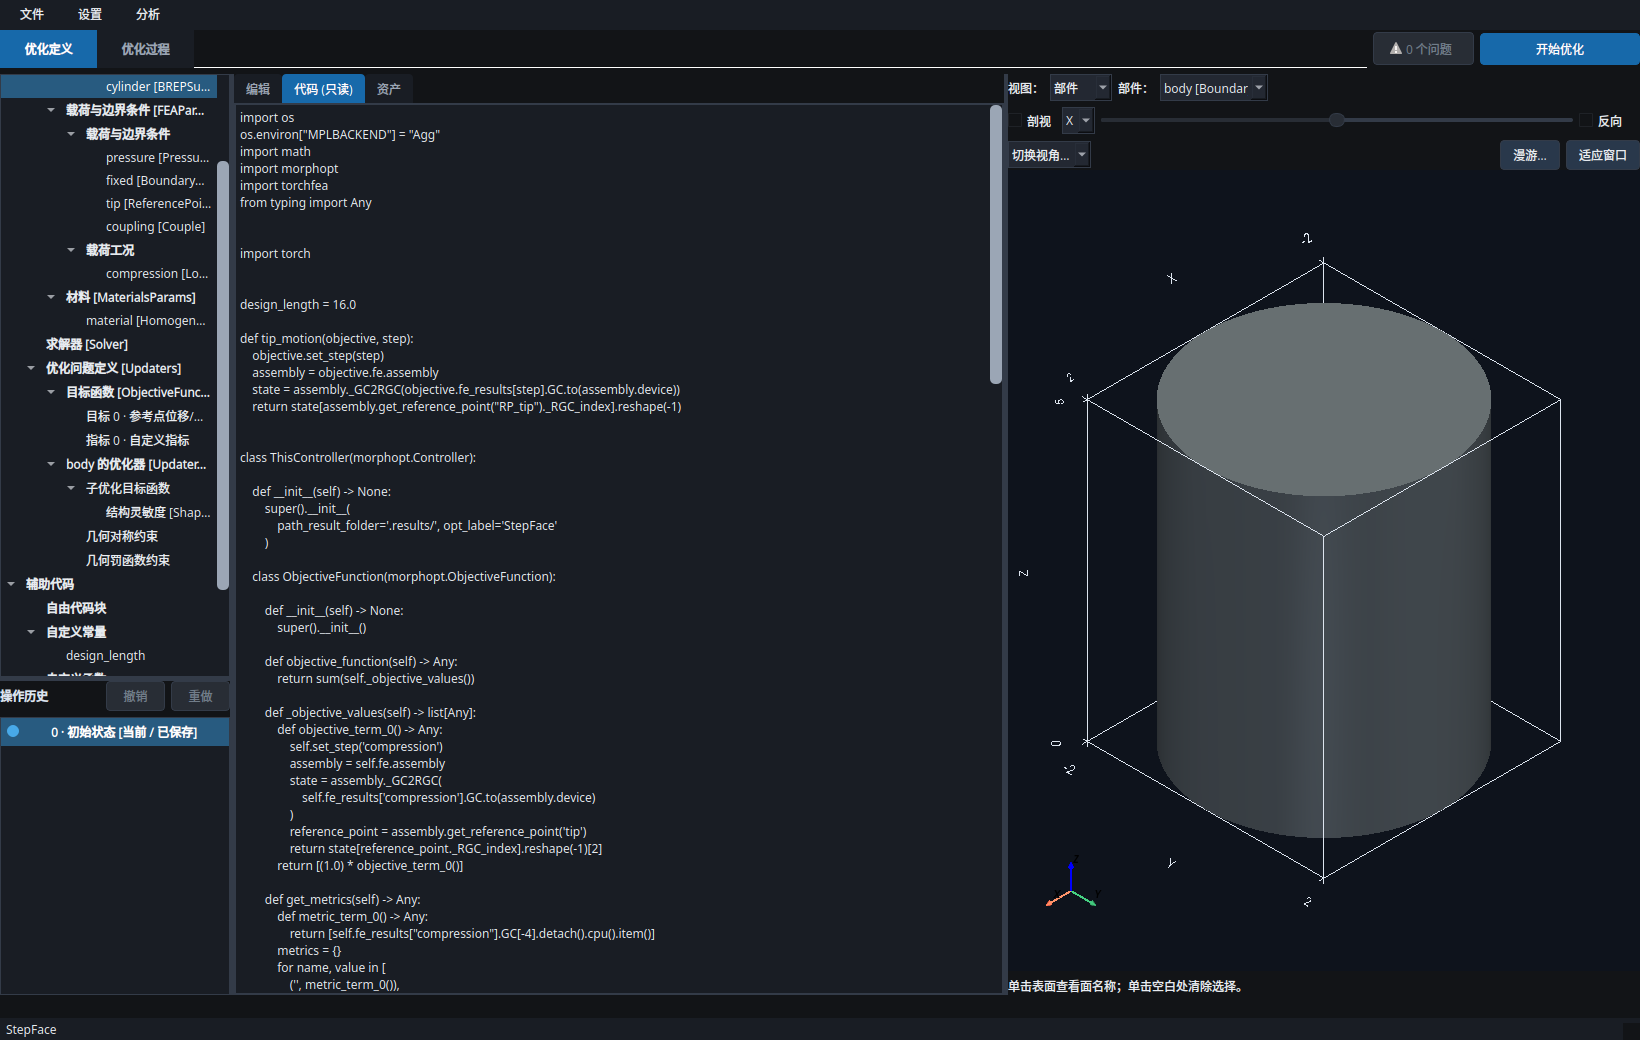 文件 设置 分析
优化定义 优化过程 0 个问题 开始优化
cylinder [BREPSu...
载荷与边界条件 [FEAPar...
载荷与边界条件
pressure [Pressu...
fixed [Boundary...
tip [ReferencePoi...
coupling [Couple]
载荷工况
compression [Lo...
材料 [MaterialsParams]
material [Homogen...
求解器 [Solver]
优化问题定义 [Updaters]
目标函数 [ObjectiveFunc...
目标 0 · 参考点位移/...
指标 0 · 自定义指标
body 的优化器 [Updater...
子优化目标函数
结构灵敏度 [Shap...
几何对称约束
几何罚函数约束
辅助代码
自由代码块
自定义常量
design_length
操作历史 撤销 重做
0 · 初始状态 [当前 / 已保存]
编辑 代码 (只读) 资产
import os
os.environ["MPLBACKEND"] = "Agg"
import math
import morphopt
import torchfea
from typing import Any
import torch
design_length = 16.0
def tip_motion(objective, step):
objective.set_step(step)
assembly = objective.fe.assembly
state = assembly._GC2RGC(objective.fe_results[step].GC.to(assembly.device))
return state[assembly.get_reference_point("RP_tip")._RGC_index].reshape(-1)
class ThisController(morphopt.Controller):
def __init__(self) -> None:
super().__init__(
path_result_folder='.results/', opt_label='StepFace'
)
class ObjectiveFunction(morphopt.ObjectiveFunction):
def __init__(self) -> None:
super().__init__()
def objective_function(self) -> Any:
return sum(self._objective_values())
def _objective_values(self) -> list[Any]:
def objective_term_0() -> Any:
self.set_step('compression')
assembly = self.fe.assembly
state = assembly._GC2RGC(
self.fe_results['compression'].GC.to(assembly.device)
)
reference_point = assembly.get_reference_point('tip')
return state[reference_point._RGC_index].reshape(-1)[2]
return [(1.0) * objective_term_0()]
def get_metrics(self) -> Any:
def metric_term_0() -> Any:
return [self.fe_results["compression"].GC[-4].detach().cpu().item()]
metrics = {}
for name, value in [
('', metric_term_0()),
视图: 部件 部件: body [Boundar
剖视 X 反向
切换视角... 漫游... 适应窗口
-2
X
2
6
Z
0
-2
Y
2
Z
单击表面查看面名称；单击空白处清除选择。
StepFace